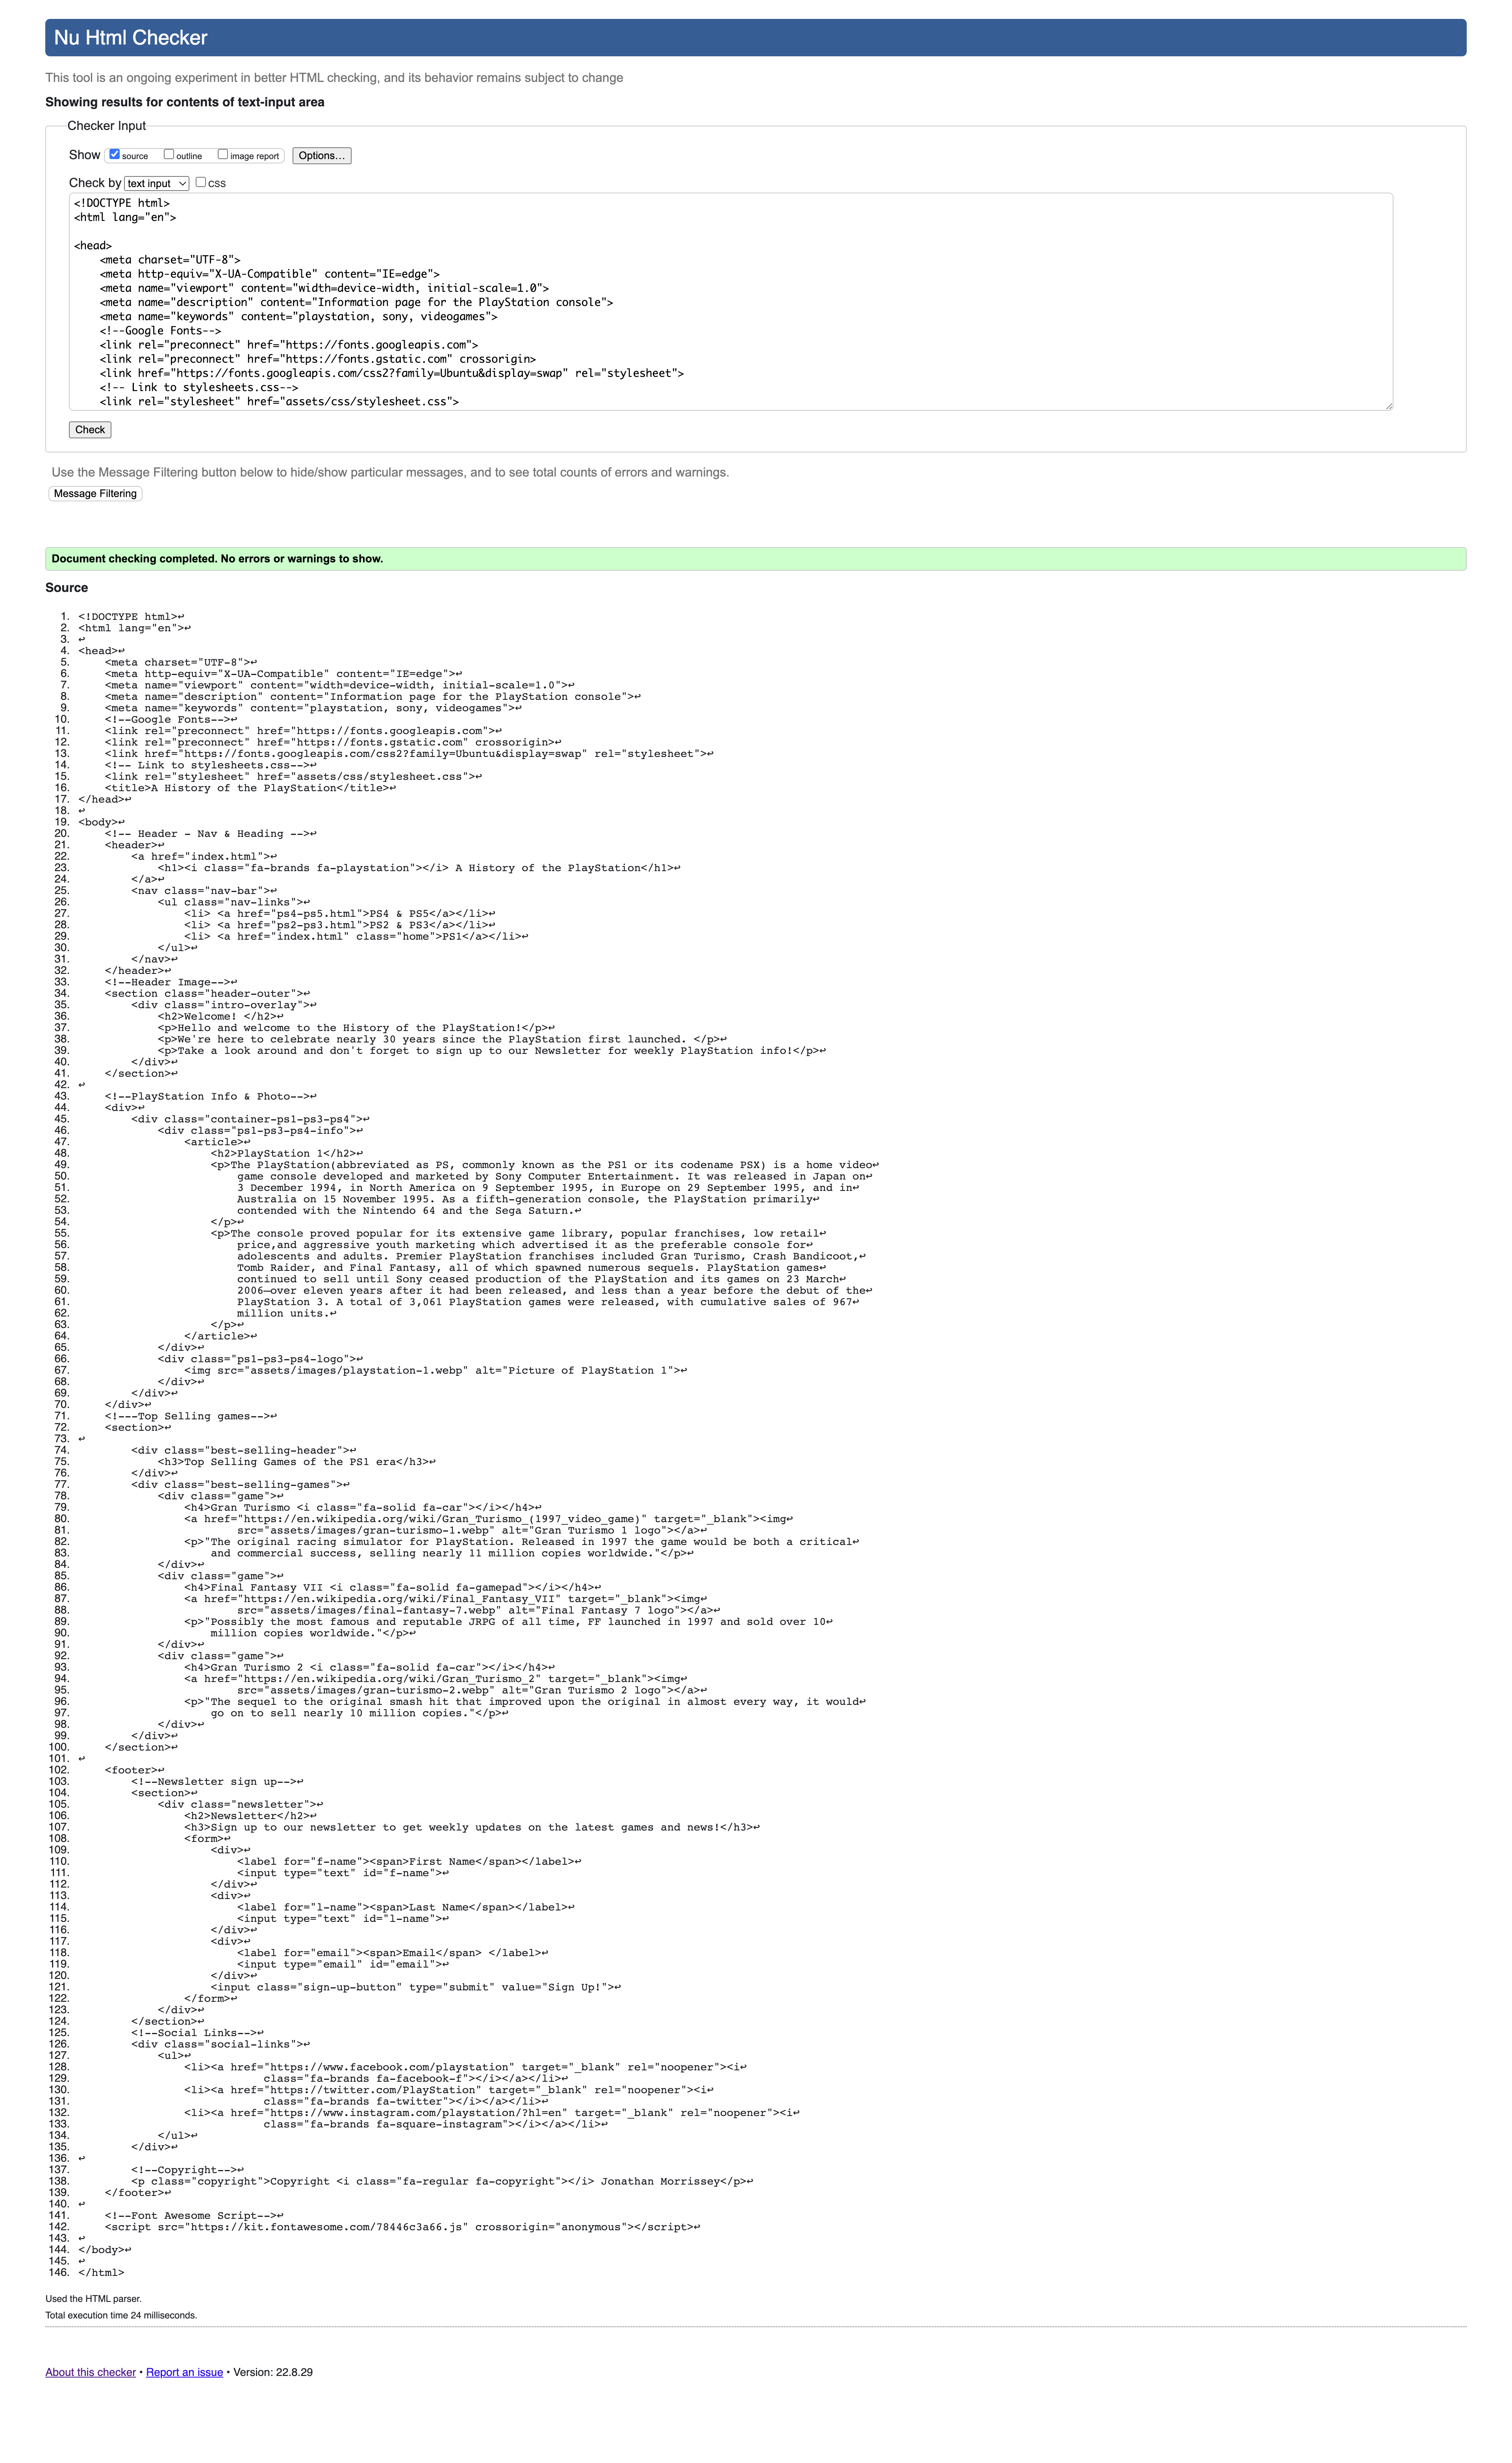 Nu Html Checker
This tool is an ongoing experiment in better HTML checking, and its behavior remains subject to change
Showing results for contents of text-input area
Checker Input
Show source outline image report Options...
Check by text input css
<!DOCTYPE html>
<html lang="en">
<head>
    <meta charset="UTF-8">
    <meta http-equiv="X-UA-Compatible" content="IE=edge">
    <meta name="viewport" content="width=device-width, initial-scale=1.0">
    <meta name="description" content="Information page for the PlayStation console">
    <meta name="keywords" content="playstation, sony, videogames">
    <!--Google Fonts-->
    <link rel="preconnect" href="https://fonts.googleapis.com">
    <link rel="preconnect" href="https://fonts.gstatic.com" crossorigin>
    <link href="https://fonts.googleapis.com/css2?family=Ubuntu&display=swap" rel="stylesheet">
    <!-- Link to stylesheets.css-->
    <link rel="stylesheet" href="assets/css/stylesheet.css">
Check
Use the Message Filtering button below to hide/show particular messages, and to see total counts of errors and warnings.
Message Filtering
Document checking completed. No errors or warnings to show.
Source
1. <!DOCTYPE html>↩
2. <html lang="en">↩
3. ↩
4. <head>↩
5.     <meta charset="UTF-8">↩
6.     <meta http-equiv="X-UA-Compatible" content="IE=edge">↩
7.     <meta name="viewport" content="width=device-width, initial-scale=1.0">↩
8.     <meta name="description" content="Information page for the PlayStation console">↩
9.     <meta name="keywords" content="playstation, sony, videogames">↩
10.     <!--Google Fonts-->↩
11.     <link rel="preconnect" href="https://fonts.googleapis.com">↩
12.     <link rel="preconnect" href="https://fonts.gstatic.com" crossorigin>↩
13.     <link href="https://fonts.googleapis.com/css2?family=Ubuntu&display=swap" rel="stylesheet">↩
14.     <!-- Link to stylesheets.css-->↩
15.     <link rel="stylesheet" href="assets/css/stylesheet.css">↩
16.     <title>A History of the PlayStation</title>↩
17. </head>↩
18. ↩
19. <body>↩
20.     <!-- Header - Nav & Heading -->↩
21.     <header>↩
22.         <a href="index.html">↩
23.             <h1><i class="fa-brands fa-playstation"></i> A History of the PlayStation</h1>↩
24.         </a>↩
25.         <nav class="nav-bar">↩
26.             <ul class="nav-links">↩
27.                 <li> <a href="ps4-ps5.html">PS4 & PS5</a></li>↩
28.                 <li> <a href="ps2-ps3.html">PS2 & PS3</a></li>↩
29.                 <li> <a href="index.html" class="home">PS1</a></li>↩
30.             </ul>↩
31.         </nav>↩
32.     </header>↩
33.     <!--Header Image-->↩
34.     <section class="header-outer">↩
35.         <div class="intro-overlay">↩
36.             <h2>Welcome! </h2>↩
37.             <p>Hello and welcome to the History of the PlayStation!</p>↩
38.             <p>We're here to celebrate nearly 30 years since the PlayStation first launched. </p>↩
39.             <p>Take a look around and don't forget to sign up to our Newsletter for weekly PlayStation info!</p>↩
40.         </div>↩
41.     </section>↩
42. ↩
43.     <!--PlayStation Info & Photo-->↩
44.     <div>↩
45.         <div class="container-ps1-ps3-ps4">↩
46.             <div class="ps1-ps3-ps4-info">↩
47.                 <article>↩
48.                     <h2>PlayStation 1</h2>↩
49.                     <p>The PlayStation(abbreviated as PS, commonly known as the PS1 or its codename PSX) is a home video↩
50.                         game console developed and marketed by Sony Computer Entertainment. It was released in Japan on↩
51.                         3 December 1994, in North America on 9 September 1995, in Europe on 29 September 1995, and in↩
52.                         Australia on 15 November 1995. As a fifth-generation console, the PlayStation primarily↩
53.                         contended with the Nintendo 64 and the Sega Saturn.↩
54.                     </p>↩
55.                     <p>The console proved popular for its extensive game library, popular franchises, low retail↩
56.                         price,and aggressive youth marketing which advertised it as the preferable console for↩
57.                         adolescents and adults. Premier PlayStation franchises included Gran Turismo, Crash Bandicoot,↩
58.                         Tomb Raider, and Final Fantasy, all of which spawned numerous sequels. PlayStation games↩
59.                         continued to sell until Sony ceased production of the PlayStation and its games on 23 March↩
60.                         2006—over eleven years after it had been released, and less than a year before the debut of the↩
61.                         PlayStation 3. A total of 3,061 PlayStation games were released, with cumulative sales of 967↩
62.                         million units.↩
63.                     </p>↩
64.                 </article>↩
65.             </div>↩
66.             <div class="ps1-ps3-ps4-logo">↩
67.                 <img src="assets/images/playstation-1.webp" alt="Picture of PlayStation 1">↩
68.             </div>↩
69.         </div>↩
70.     </div>↩
71.     <!---Top Selling games-->↩
72.     <section>↩
73. ↩
74.         <div class="best-selling-header">↩
75.             <h3>Top Selling Games of the PS1 era</h3>↩
76.         </div>↩
77.         <div class="best-selling-games">↩
78.             <div class="game">↩
79.                 <h4>Gran Turismo <i class="fa-solid fa-car"></i></h4>↩
80.                 <a href="https://en.wikipedia.org/wiki/Gran_Turismo_(1997_video_game)" target="_blank"><img↩
81.                         src="assets/images/gran-turismo-1.webp" alt="Gran Turismo 1 logo"></a>↩
82.                 <p>"The original racing simulator for PlayStation. Released in 1997 the game would be both a critical↩
83.                     and commercial success, selling nearly 11 million copies worldwide."</p>↩
84.             </div>↩
85.             <div class="game">↩
86.                 <h4>Final Fantasy VII <i class="fa-solid fa-gamepad"></i></h4>↩
87.                 <a href="https://en.wikipedia.org/wiki/Final_Fantasy_VII" target="_blank"><img↩
88.                         src="assets/images/final-fantasy-7.webp" alt="Final Fantasy 7 logo"></a>↩
89.                 <p>"Possibly the most famous and reputable JRPG of all time, FF launched in 1997 and sold over 10↩
90.                     million copies worldwide."</p>↩
91.             </div>↩
92.             <div class="game">↩
93.                 <h4>Gran Turismo 2 <i class="fa-solid fa-car"></i></h4>↩
94.                 <a href="https://en.wikipedia.org/wiki/Gran_Turismo_2" target="_blank"><img↩
95.                         src="assets/images/gran-turismo-2.webp" alt="Gran Turismo 2 logo"></a>↩
96.                 <p>"The sequel to the original smash hit that improved upon the original in almost every way, it would↩
97.                     go on to sell nearly 10 million copies."</p>↩
98.             </div>↩
99.         </div>↩
100.     </section>↩
101. ↩
102.     <footer>↩
103.         <!--Newsletter sign up-->↩
104.         <section>↩
105.             <div class="newsletter">↩
106.                 <h2>Newsletter</h2>↩
107.                 <h3>Sign up to our newsletter to get weekly updates on the latest games and news!</h3>↩
108.                 <form>↩
109.                     <div>↩
110.                         <label for="f-name"><span>First Name</span></label>↩
111.                         <input type="text" id="f-name">↩
112.                     </div>↩
113.                     <div>↩
114.                         <label for="l-name"><span>Last Name</span></label>↩
115.                         <input type="text" id="l-name">↩
116.                     </div>↩
117.                     <div>↩
118.                         <label for="email"><span>Email</span> </label>↩
119.                         <input type="email" id="email">↩
120.                     </div>↩
121.                     <input class="sign-up-button" type="submit" value="Sign Up!">↩
122.                 </form>↩
123.             </div>↩
124.         </section>↩
125.         <!--Social Links-->↩
126.         <div class="social-links">↩
127.             <ul>↩
128.                 <li><a href="https://www.facebook.com/playstation" target="_blank" rel="noopener"><i↩
129.                             class="fa-brands fa-facebook-f"></i></a></li>↩
130.                 <li><a href="https://twitter.com/PlayStation" target="_blank" rel="noopener"><i↩
131.                             class="fa-brands fa-twitter"></i></a></li>↩
132.                 <li><a href="https://www.instagram.com/playstation/?hl=en" target="_blank" rel="noopener"><i↩
133.                             class="fa-brands fa-square-instagram"></i></a></li>↩
134.             </ul>↩
135.         </div>↩
136. ↩
137.         <!--Copyright-->↩
138.         <p class="copyright">Copyright <i class="fa-regular fa-copyright"></i> Jonathan Morrissey</p>↩
139.     </footer>↩
140. ↩
141.     <!--Font Awesome Script-->↩
142.     <script src="https://kit.fontawesome.com/78446c3a66.js" crossorigin="anonymous"></script>↩
143. ↩
144. </body>↩
145. ↩
146. </html>
Used the HTML parser.
Total execution time 24 milliseconds.
About this checker • Report an issue • Version: 22.8.29